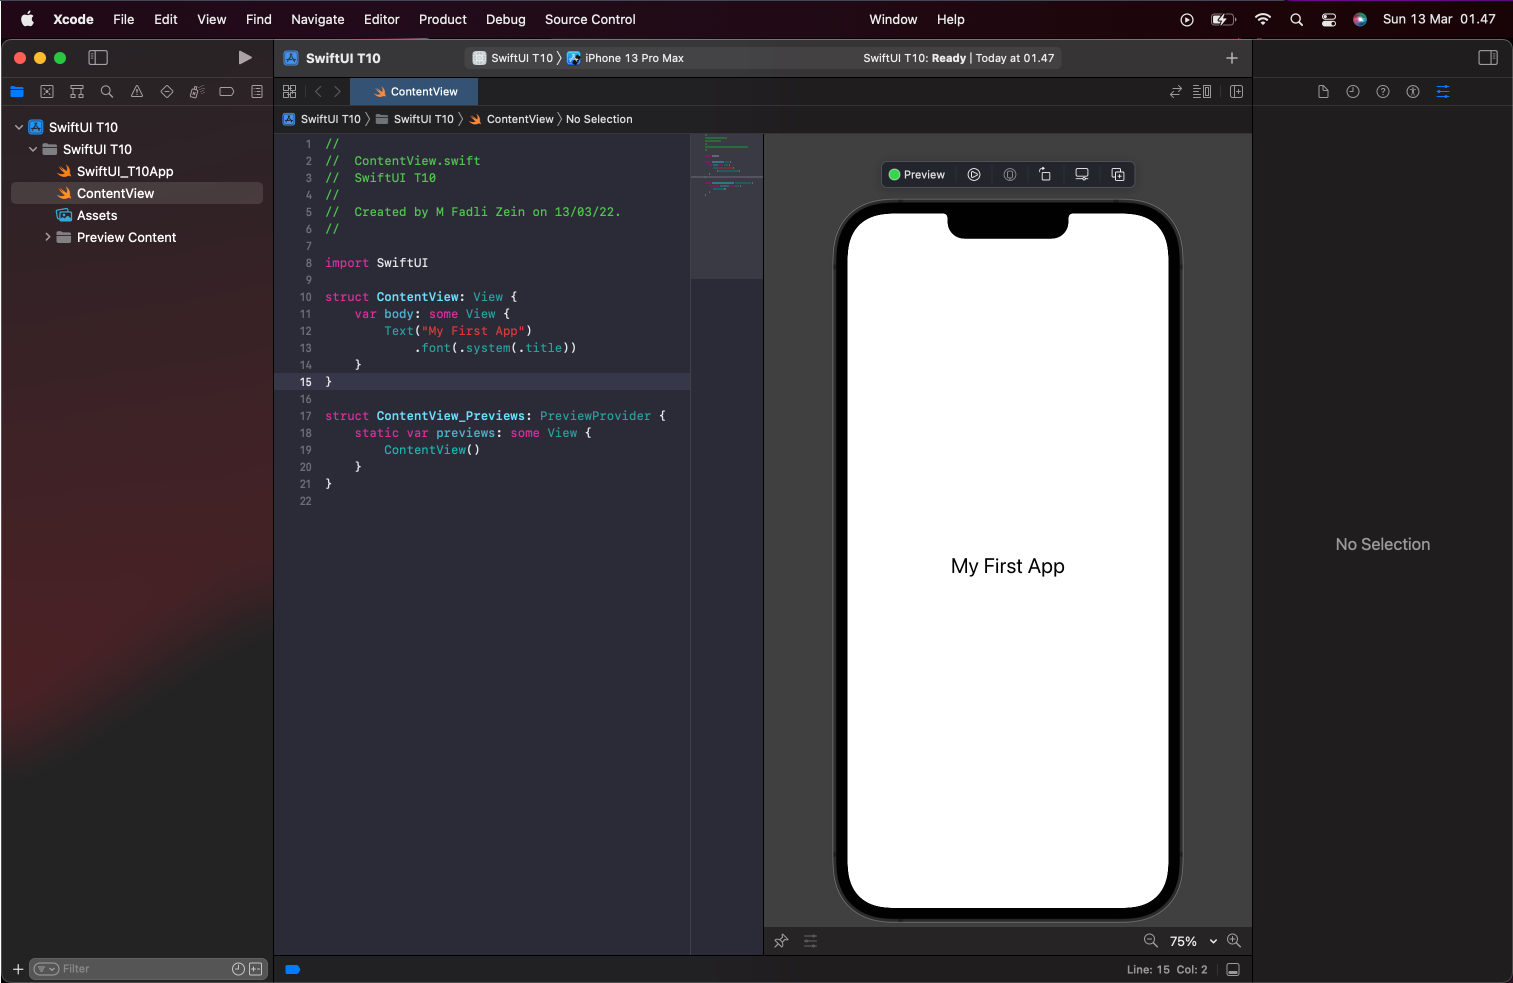 Xcode File Edit View Find Navigate Editor Product Debug Source Control Window Help Sun 13 Mar 01.47
SwiftUI T10 SwiftUI T10 iPhone 13 Pro Max SwiftUI T10: Ready | Today at 01.47
ContentView
SwiftUI T10 SwiftUI T10 ContentView No Selection
SwiftUI T10
SwiftUI T10
SwiftUI_T10App
ContentView
Assets
Preview Content
1 //
2 //  ContentView.swift
3 //  SwiftUI T10
4 //
5 //  Created by M Fadli Zein on 13/03/22.
6 //
7
8 import SwiftUI
9
10 struct ContentView: View {
11     var body: some View {
12         Text("My First App")
13             .font(.system(.title))
14     }
15 }
16
17 struct ContentView_Previews: PreviewProvider {
18     static var previews: some View {
19         ContentView()
20     }
21 }
22
Preview
My First App
No Selection
75%
Filter
Line: 15 Col: 2